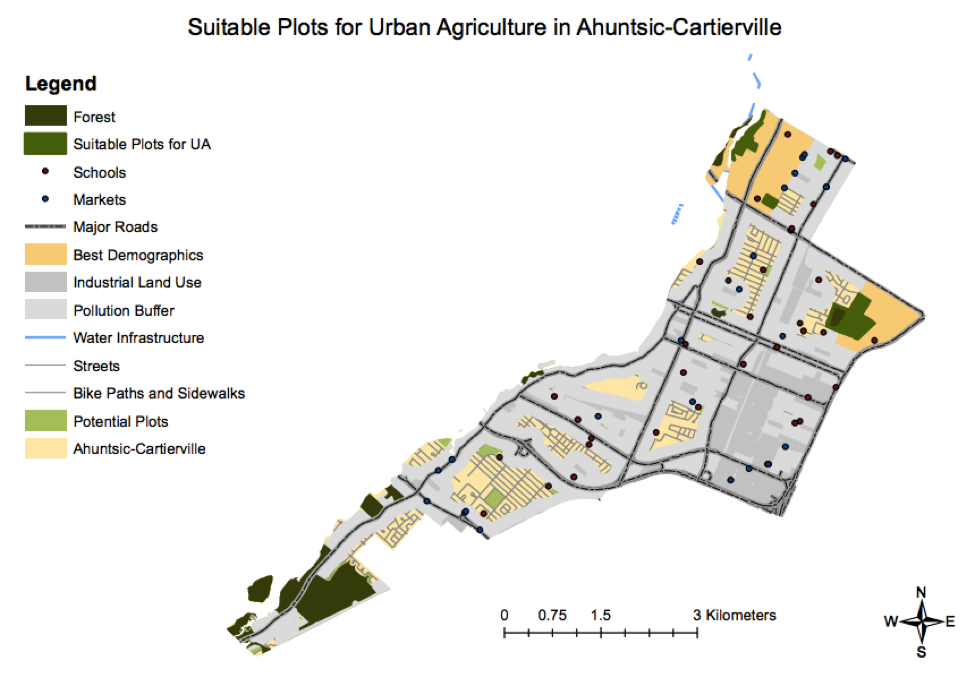 Suitable Plots for Urban Agriculture in Ahuntsic-Cartierville
Legend
Forest
Suitable Plots for UA
Schools
Markets
Major Roads
Best Demographics
Industrial Land Use
Pollution Buffer
Water Infrastructure
Streets
Bike Paths and Sidewalks
Potential Plots
Ahuntsic-Cartierville
0 0.75 1.5 3 Kilometers
N
W E
S